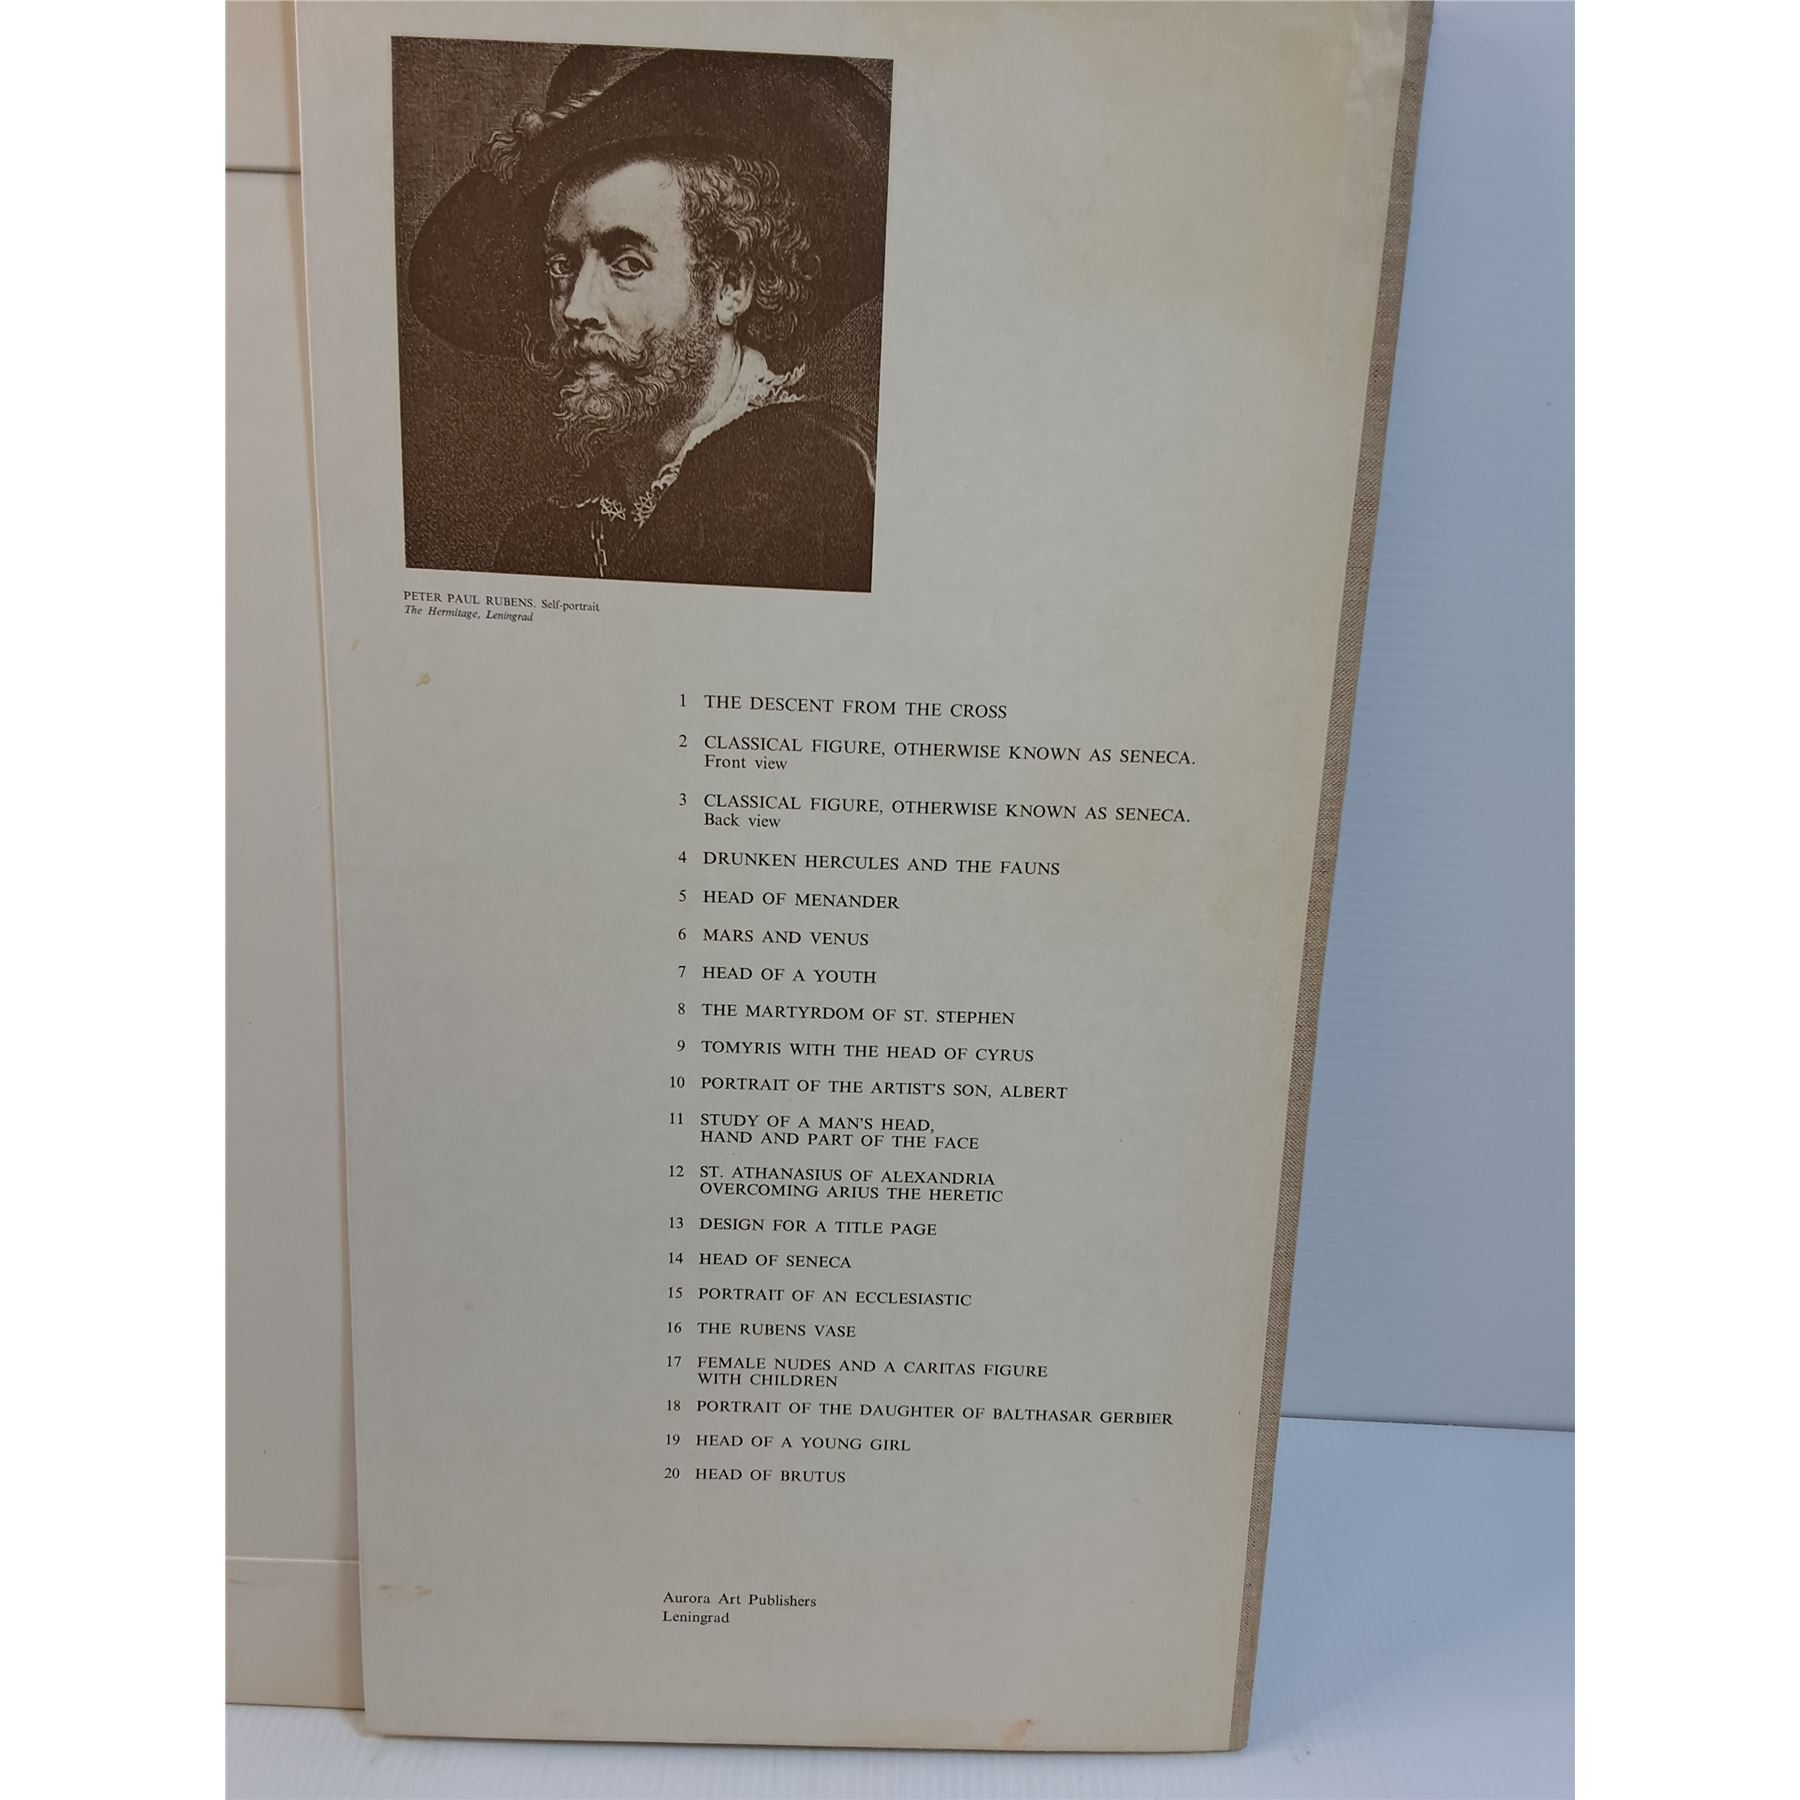 PETER PAUL RUBENS. Self-portrait
The Hermitage, Leningrad
1 THE DESCENT FROM THE CROSS
2 CLASSICAL FIGURE, OTHERWISE KNOWN AS SENECA.
Front view
3 CLASSICAL FIGURE, OTHERWISE KNOWN AS SENECA.
Back view
4 DRUNKEN HERCULES AND THE FAUNS
5 HEAD OF MENANDER
6 MARS AND VENUS
7 HEAD OF A YOUTH
8 THE MARTYRDOM OF ST. STEPHEN
9 TOMYRIS WITH THE HEAD OF CYRUS
10 PORTRAIT OF THE ARTIST'S SON, ALBERT
11 STUDY OF A MAN'S HEAD,
HAND AND PART OF THE FACE
12 ST. ATHANASIUS OF ALEXANDRIA
OVERCOMING ARIUS THE HERETIC
13 DESIGN FOR A TITLE PAGE
14 HEAD OF SENECA
15 PORTRAIT OF AN ECCLESIASTIC
16 THE RUBENS VASE
17 FEMALE NUDES AND A CARITAS FIGURE
WITH CHILDREN
18 PORTRAIT OF THE DAUGHTER OF BALTHASAR GERBIER
19 HEAD OF A YOUNG GIRL
20 HEAD OF BRUTUS
Aurora Art Publishers
Leningrad